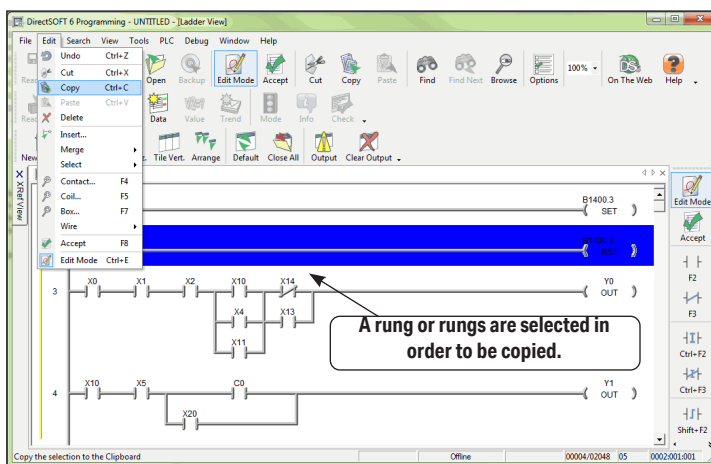 DirectSOFT 6 Programming - UNTITLED - [Ladder View]
File Edit Search View Tools PLC Debug Window Help
Undo Ctrl+Z
Cut Ctrl+X
Copy Ctrl+C
Paste Ctrl+V
Delete
Insert...
Merge
Select
Contact... F4
Coil... F5
Box... F7
Wire
Accept F8
Edit Mode Ctrl+E
Open Backup Edit Mode Accept Cut Copy Paste Find Find Next Browse Options 100% On The Web Help
Data Value Trend Mode Info Check
Tile Vert. Arrange Default Close All Output Clear Output
XRef View
B1400.3
SET
B1400.3
RST
3 X0 X1 X2 X10 X14 Y0
OUT
X4 X13
X11
A rung or rungs are selected in
order to be copied.
4 X10 X5 C0 Y1
OUT
X20
Edit Mode
Accept
F2
F3
Ctrl+F2
Ctrl+F3
Shift+F2
Copy the selection to the Clipboard Offline 00004/02048 05 0002:001:001